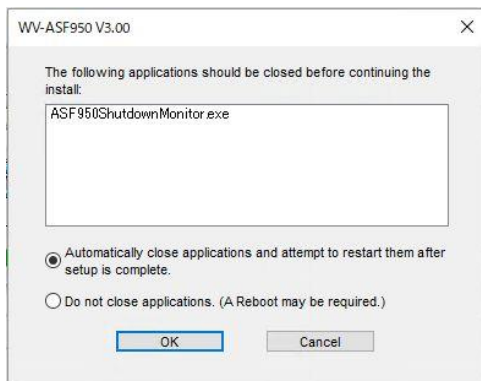 WV-ASF950 V3.00
The following applications should be closed before continuing the
install:
ASF950ShutdownMonitor.exe
Automatically close applications and attempt to restart them after
setup is complete.
Do not close applications. (A Reboot may be required.)
OK
Cancel